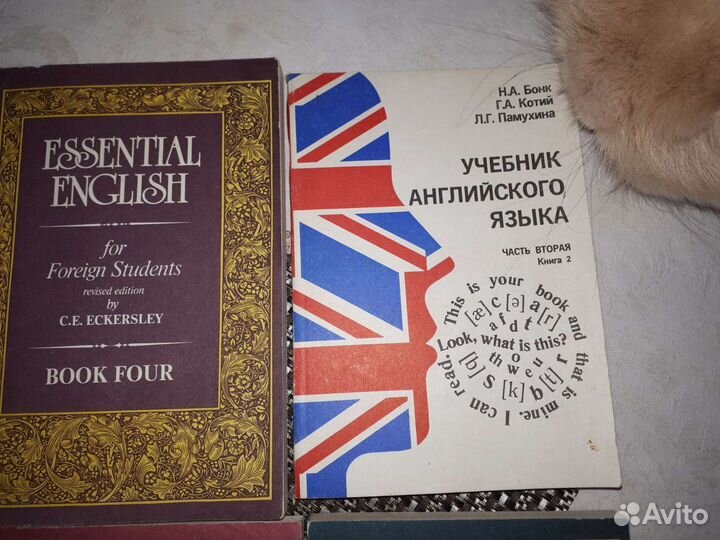 ESSENTIAL
ENGLISH
for
Foreign Students
revised edition
by
C.E. ECKERSLEY
BOOK FOUR
Н.А. Бонк
Г.А. Котий
Л.Г. Памухина
УЧЕБНИК
АНГЛИЙСКОГО
ЯЗЫКА
ЧАСТЬ ВТОРАЯ
Книга 2
This is your book and that is mine. I can read.
[æ] c [ə] a [r]
a f d t
Look, what is this?
o
th w e u r
[b] s [k] b [t]
Avito